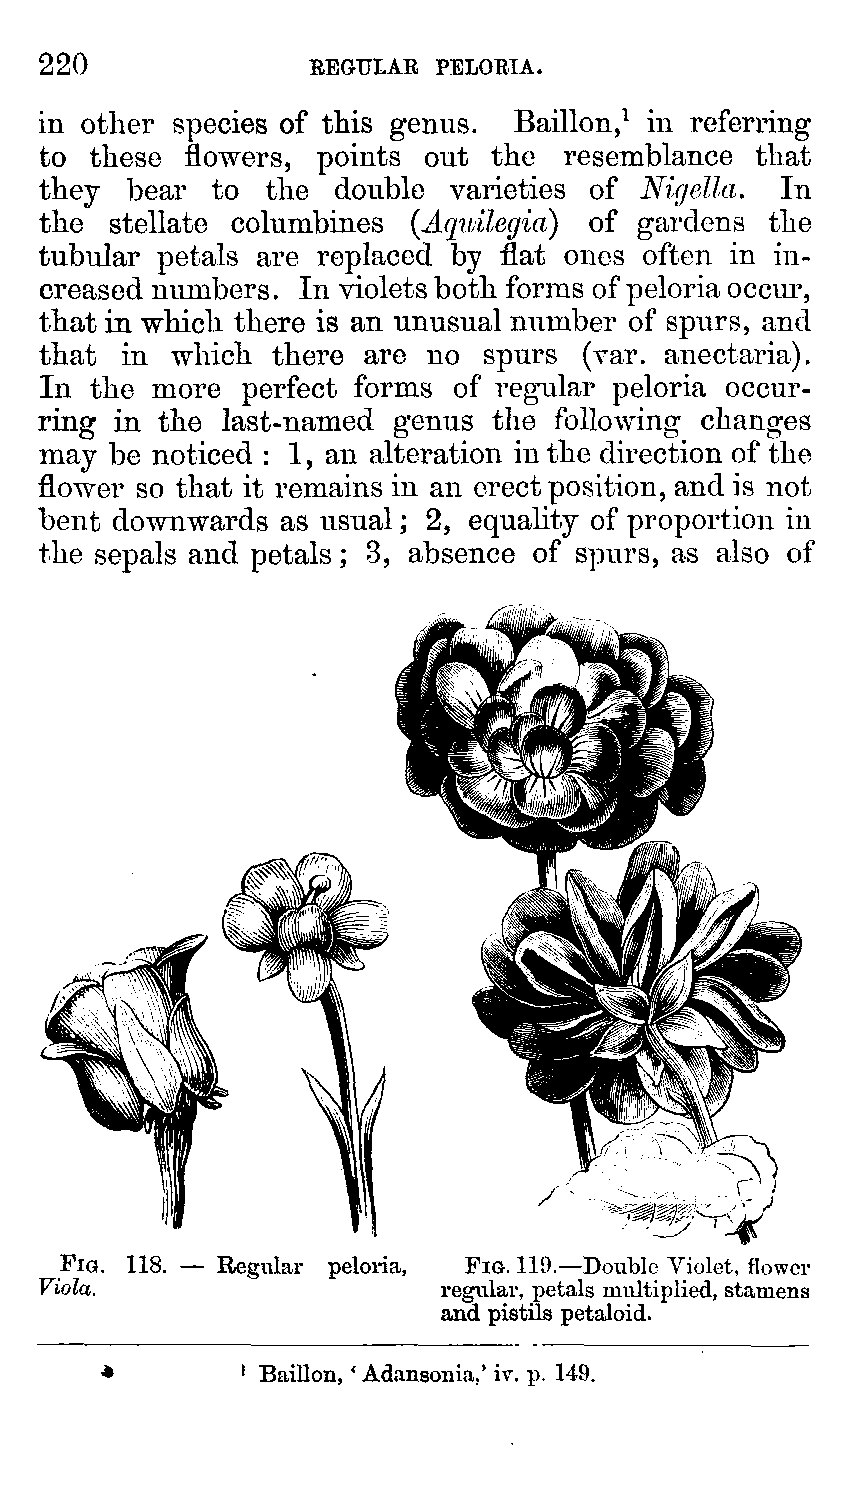 220 REGULAR PELORIA.
in other species of this genus. Baillon,¹ in referring
to these flowers, points out the resemblance that
they bear to the double varieties of Nigella. In
the stellate columbines (Aquilegia) of gardens the
tubular petals are replaced by flat ones often in in-
creased numbers. In violets both forms of peloria occur,
that in which there is an unusual number of spurs, and
that in which there are no spurs (var. anectaria).
In the more perfect forms of regular peloria occur-
ring in the last-named genus the following changes
may be noticed : 1, an alteration in the direction of the
flower so that it remains in an erect position, and is not
bent downwards as usual; 2, equality of proportion in
the sepals and petals; 3, absence of spurs, as also of
FIG. 118. — Regular peloria,
Viola.
FIG. 119.—Double Violet, flower
regular, petals multiplied, stamens
and pistils petaloid.
¹ Baillon, ‘Adansonia,’ iv. p. 149.